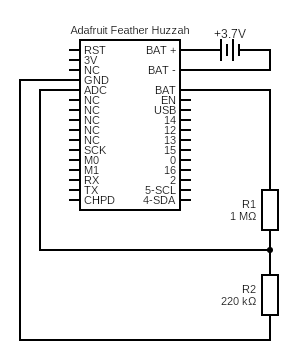 Adafruit Feather Huzzah
+3.7V
RST BAT +
3V
NC BAT -
GND
ADC BAT
NC EN
NC USB
NC 14
NC 12
NC 13
SCK 15
M0 0
M1 16
RX 2
TX 5-SCL
CHPD 4-SDA
R1
1 MΩ
R2
220 kΩ